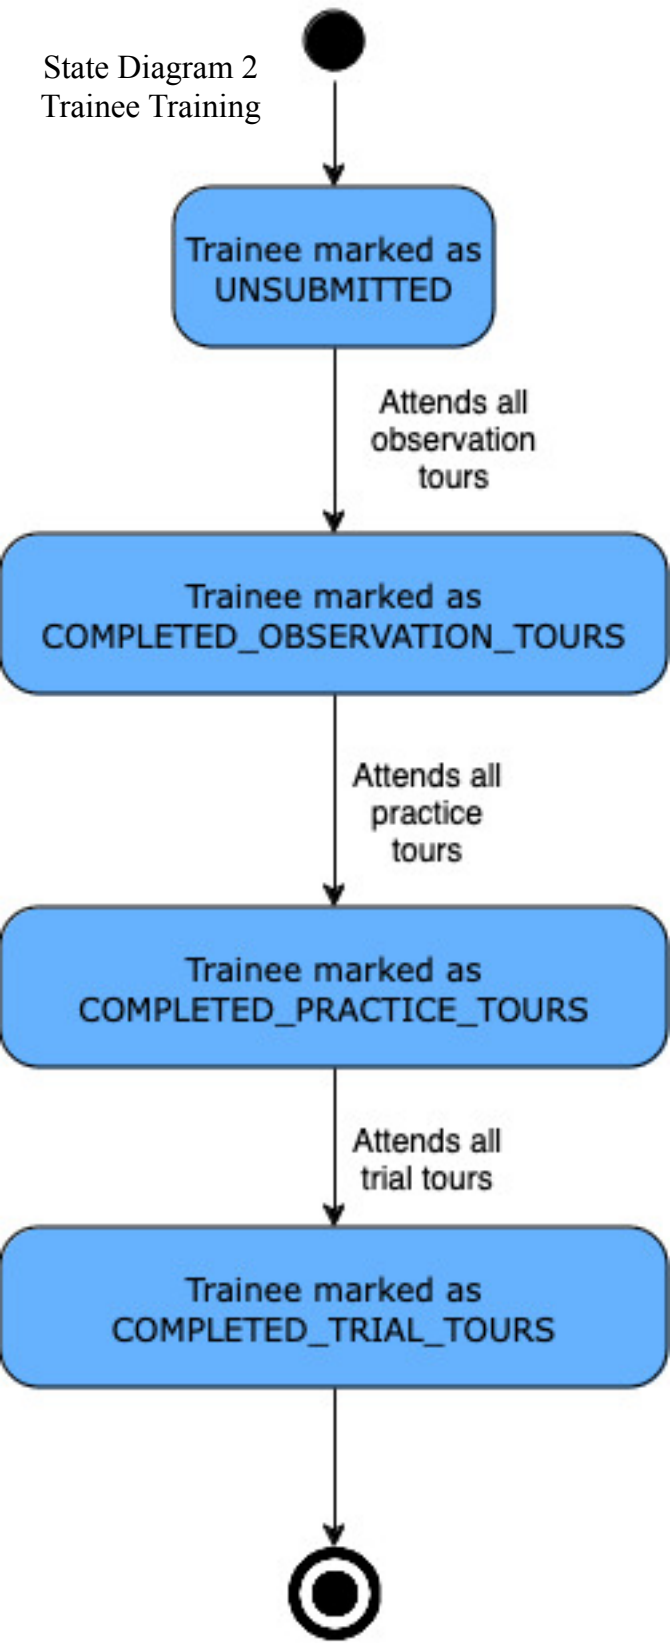 State Diagram 2
Trainee Training
Trainee marked as
UNSUBMITTED
Attends all
observation
tours
Trainee marked as
COMPLETED_OBSERVATION_TOURS
Attends all
practice
tours
Trainee marked as
COMPLETED_PRACTICE_TOURS
Attends all
trial tours
Trainee marked as
COMPLETED_TRIAL_TOURS